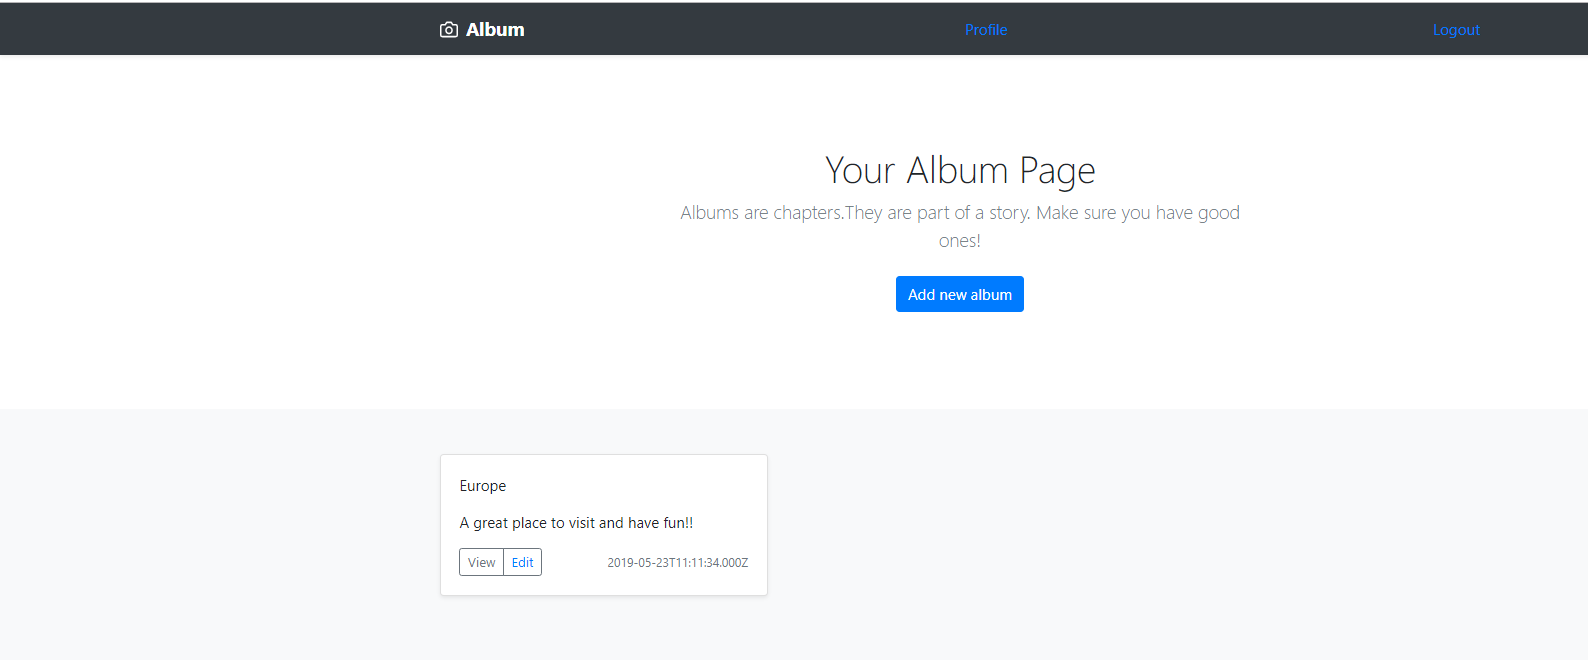 Album
Profile
Logout
Your Album Page
Albums are chapters.They are part of a story. Make sure you have good
ones!
Add new album
Europe
A great place to visit and have fun!!
View
Edit
2019-05-23T11:11:34.000Z